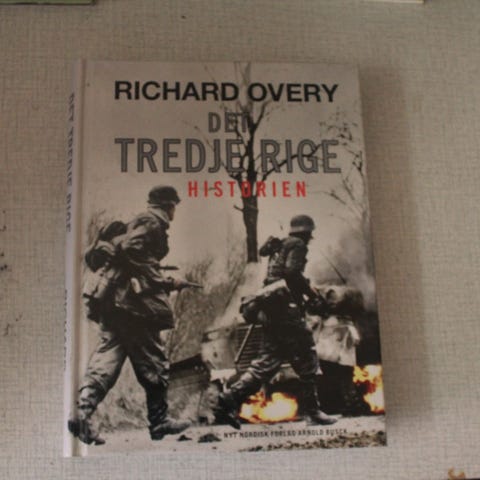 RICHARD OVERY
DET
TREDJE RIGE
HISTORIEN
NYT NORDISK FORLAG ARNOLD BUSCK
DET TREDJE RIGE